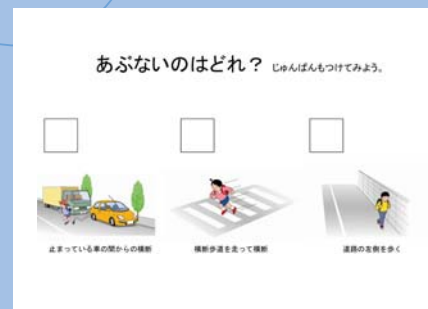 あぶないのはどれ？ じゅんばんもつけてみよう。
止まっている車の間からの横断
横断歩道を走って横断
道路の左側を歩く